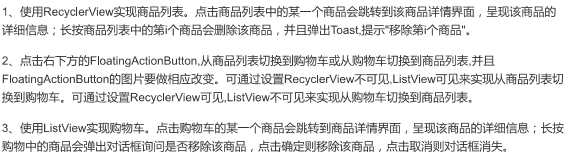 1、使用RecyclerView实现商品列表。点击商品列表中的某一个商品会跳转到该商品详情界面，呈现该商品的
详细信息；长按商品列表中的第i个商品会删除该商品，并且弹出Toast,提示"移除第i个商品"。
2、点击右下方的FloatingActionButton,从商品列表切换到购物车或从购物车切换到商品列表,并且
FloatingActionButton的图片要做相应改变。可通过设置RecyclerView不可见,ListView可见来实现从商品列表切
换到购物车。可通过设置RecyclerView可见,ListView不可见来实现从购物车切换到商品列表。
3、使用ListView实现购物车。点击购物车的某一个商品会跳转到商品详情界面，呈现该商品的详细信息；长按
购物中的商品会弹出对话框询问是否移除该商品，点击确定则移除该商品，点击取消则对话框消失。